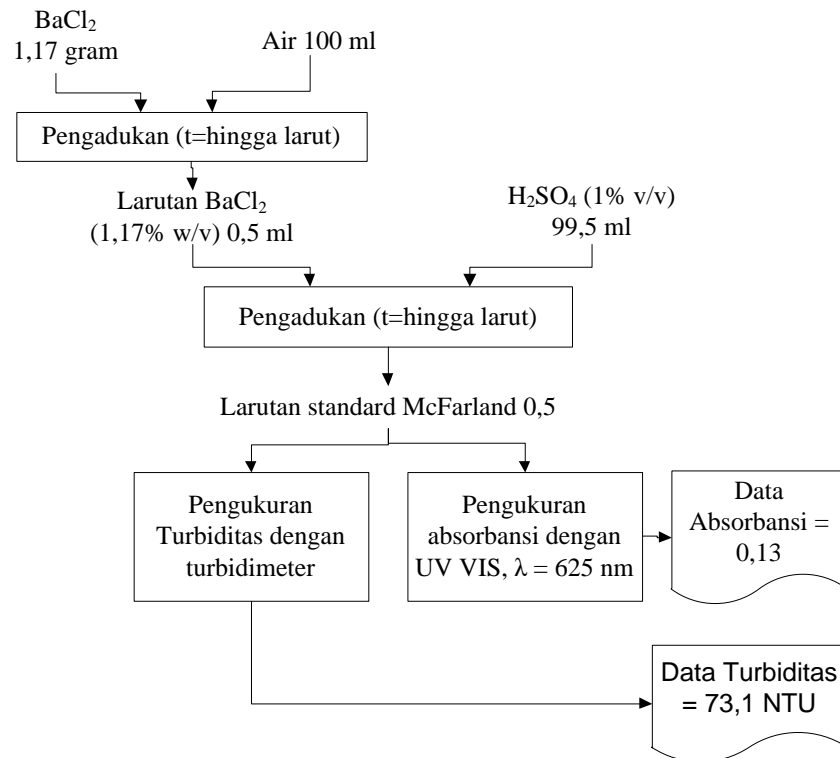 BaCl₂
1,17 gram
Air 100 ml
Pengadukan (t=hingga larut)
Larutan BaCl₂
(1,17% w/v) 0,5 ml
H₂SO₄ (1% v/v)
99,5 ml
Pengadukan (t=hingga larut)
Larutan standard McFarland 0,5
Pengukuran
Turbiditas dengan
turbidimeter
Pengukuran
absorbansi dengan
UV VIS, λ = 625 nm
Data
Absorbansi =
0,13
Data Turbiditas
= 73,1 NTU